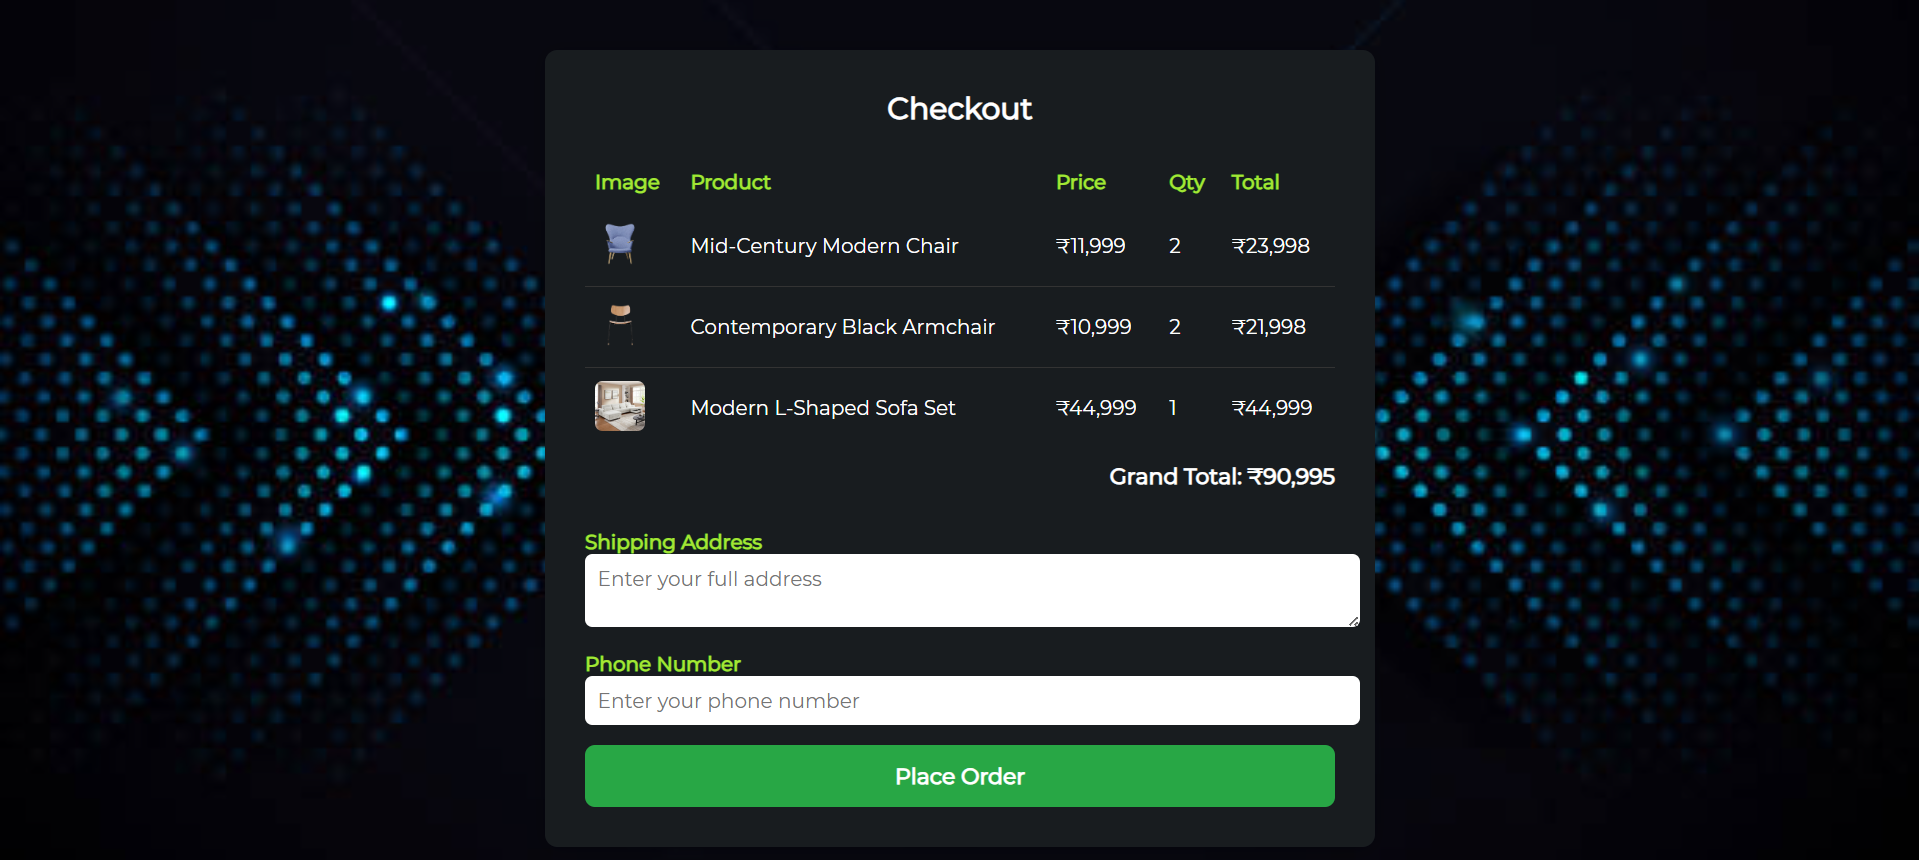 Checkout
Image Product Price Qty Total
Mid-Century Modern Chair ₹11,999 2 ₹23,998
Contemporary Black Armchair ₹10,999 2 ₹21,998
Modern L-Shaped Sofa Set ₹44,999 1 ₹44,999
Grand Total: ₹90,995
Shipping Address
Enter your full address
Phone Number
Enter your phone number
Place Order